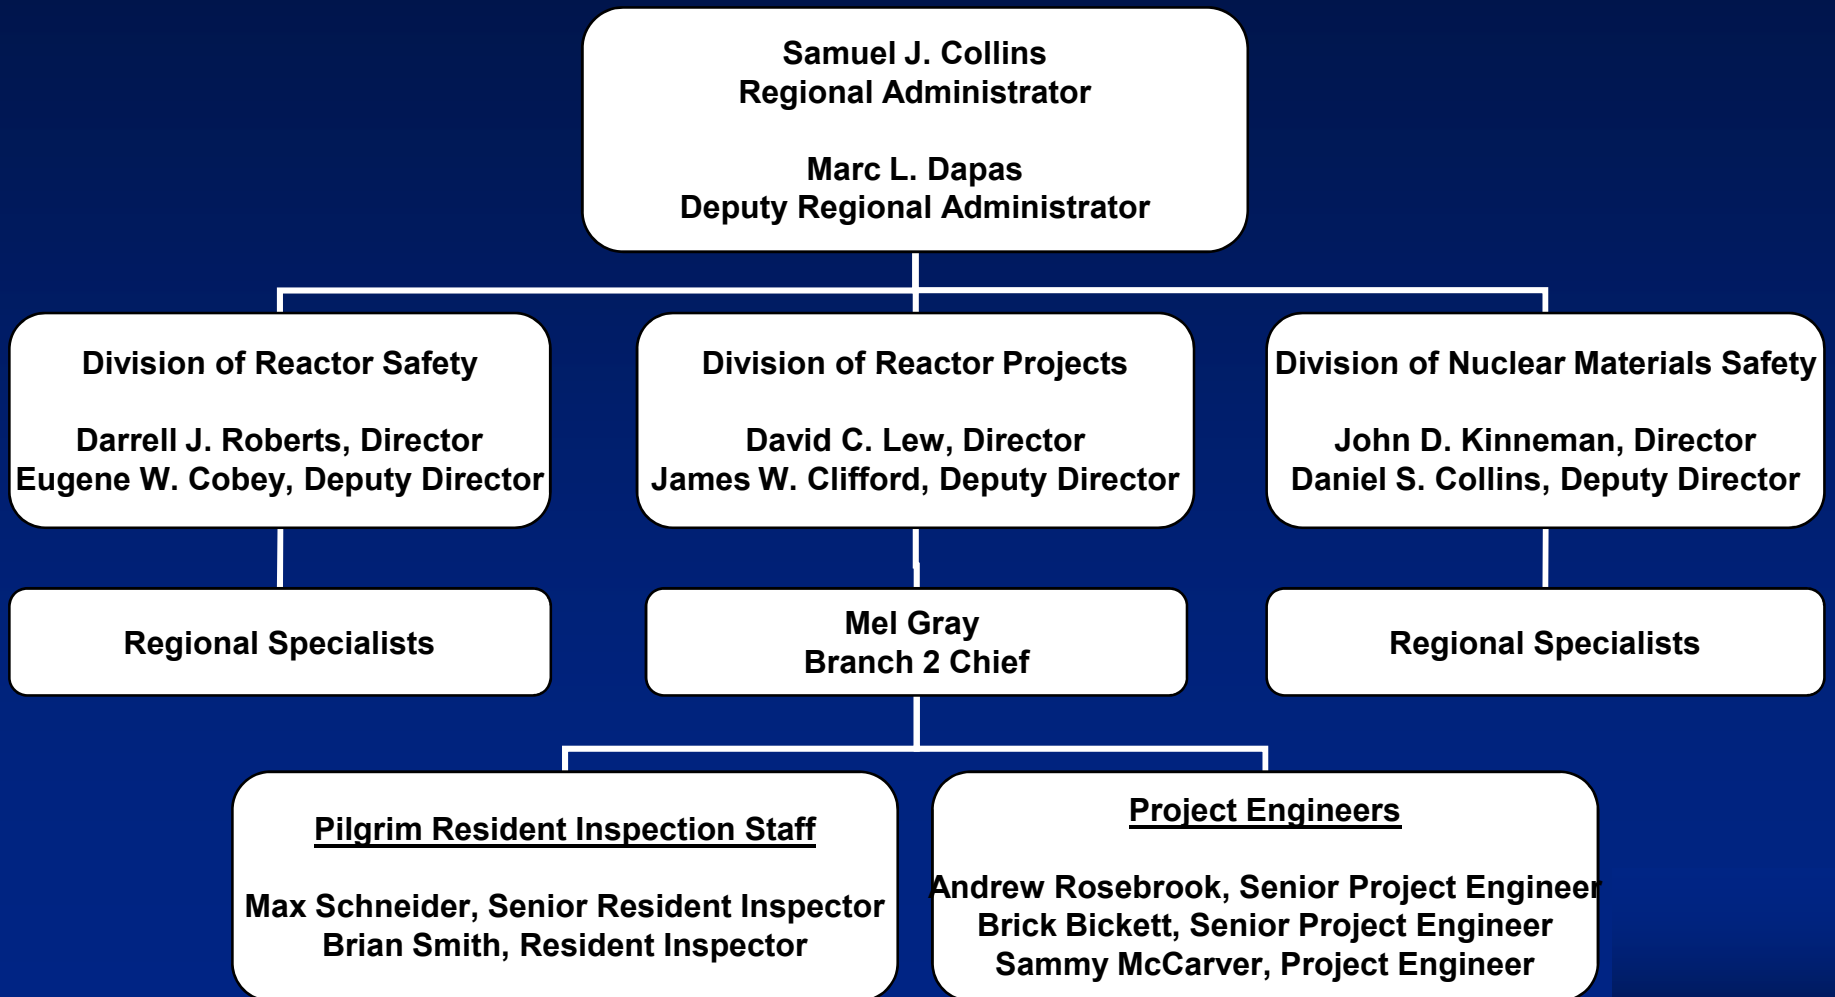 Samuel J. Collins
Regional Administrator
Marc L. Dapas
Deputy Regional Administrator
Division of Reactor Safety
Darrell J. Roberts, Director
Eugene W. Cobey, Deputy Director
Division of Reactor Projects
David C. Lew, Director
James W. Clifford, Deputy Director
Division of Nuclear Materials Safety
John D. Kinneman, Director
Daniel S. Collins, Deputy Director
Regional Specialists
Mel Gray
Branch 2 Chief
Regional Specialists
Pilgrim Resident Inspection Staff
Max Schneider, Senior Resident Inspector
Brian Smith, Resident Inspector
Project Engineers
Andrew Rosebrook, Senior Project Engineer
Brick Bickett, Senior Project Engineer
Sammy McCarver, Project Engineer